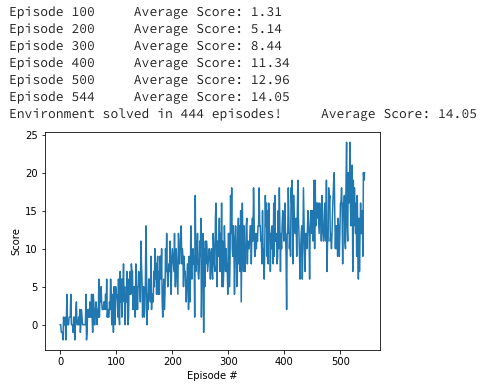 Episode 100 Average Score: 1.31
Episode 200 Average Score: 5.14
Episode 300 Average Score: 8.44
Episode 400 Average Score: 11.34
Episode 500 Average Score: 12.96
Episode 544 Average Score: 14.05
Environment solved in 444 episodes! Average Score: 14.05
25
20
15
10
5
0
Score
0 100 200 300 400 500
Episode #